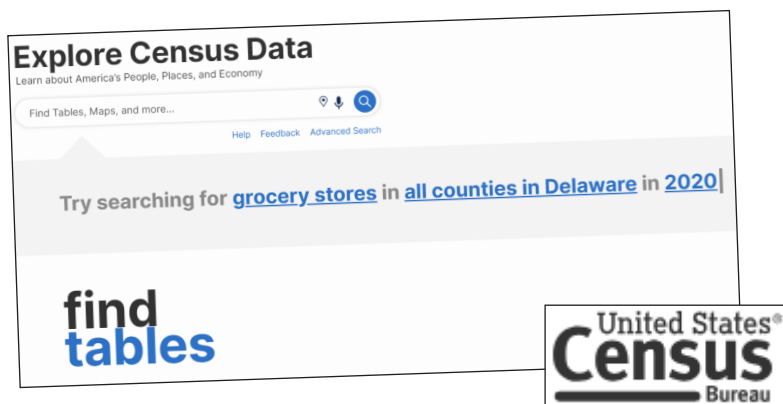 Explore Census Data
Learn about America's People, Places, and Economy
Find Tables, Maps, and more...
Help Feedback Advanced Search
Try searching for grocery stores in all counties in Delaware in 2020
find
tables
United States®
Census
Bureau